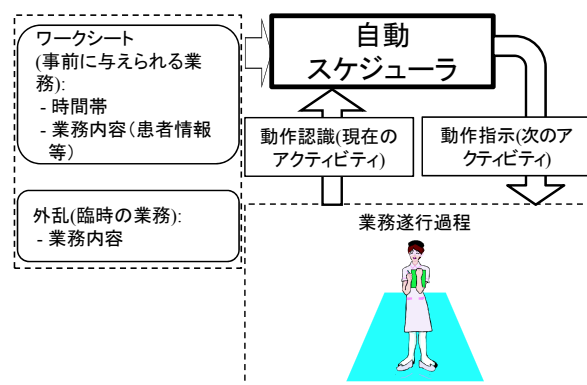 ワークシート
(事前に与えられる業
務):
- 時間帯
- 業務内容(患者情報
等)
外乱(臨時の業務):
- 業務内容
自動
スケジューラ
動作認識(現在の
アクティビティ)
動作指示(次のア
クティビティ)
業務遂行過程